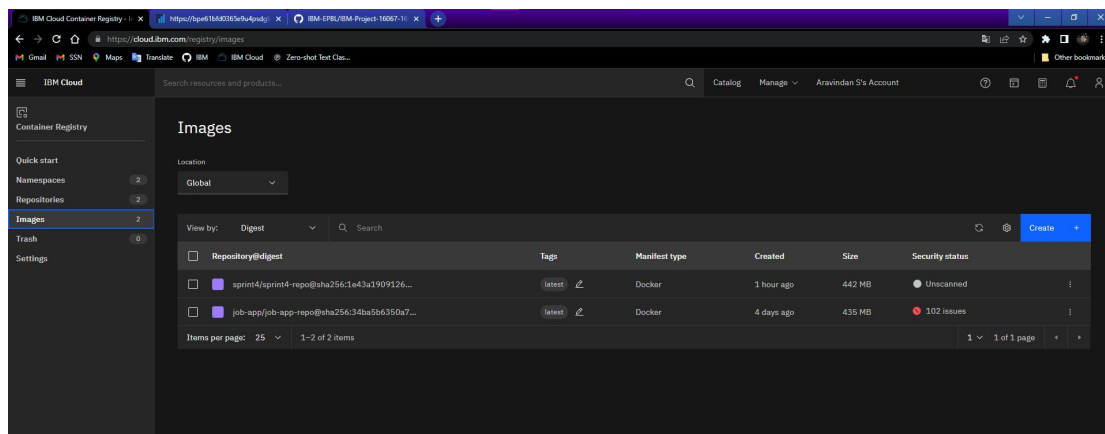 IBM Cloud Container Registry - I
https://bpe61bfd0365e9u4psdg
IBM-EPBL/IBM-Project-16067-16
https://cloud.ibm.com/registry/images
Gmail SSN Maps Translate IBM IBM Cloud Zero-shot Text Clas... Other bookmark
IBM Cloud Search resources and products... Catalog Manage Aravindan S's Account
Container Registry
Quick start
Namespaces 2
Repositories 2
Images 2
Trash 0
Settings
Images
Location
Global
View by: Digest Search Create +
Repository@digest Tags Manifest type Created Size Security status
sprint4/sprint4-repo@sha256:1e43a1909126... latest Docker 1 hour ago 442 MB Unscanned
job-app/job-app-repo@sha256:34ba5b6350a7... latest Docker 4 days ago 435 MB 102 issues
Items per page: 25 1–2 of 2 items 1 1 of 1 page